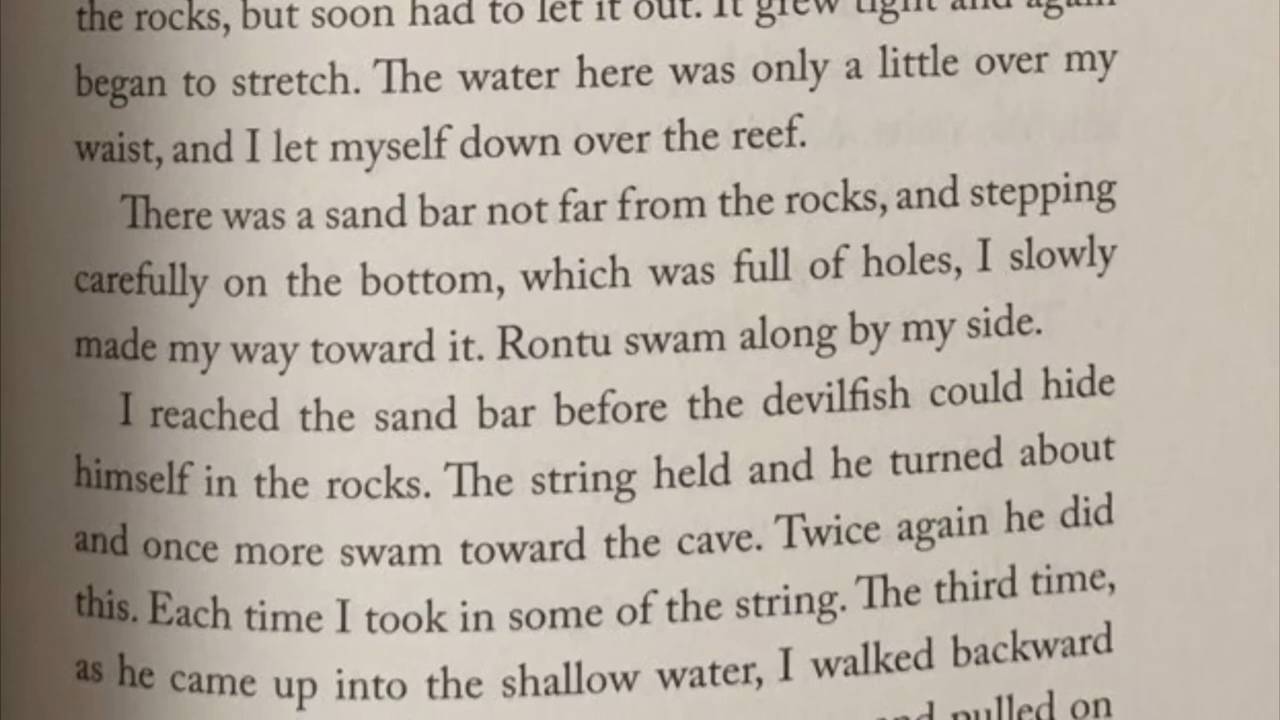 the rocks, but soon had to let it out. It grew tight and again
began to stretch. The water here was only a little over my
waist, and I let myself down over the reef.
There was a sand bar not far from the rocks, and stepping
carefully on the bottom, which was full of holes, I slowly
made my way toward it. Rontu swam along by my side.
I reached the sand bar before the devilfish could hide
himself in the rocks. The string held and he turned about
and once more swam toward the cave. Twice again he did
this. Each time I took in some of the string. The third time,
as he came up into the shallow water, I walked backward
and pulled on